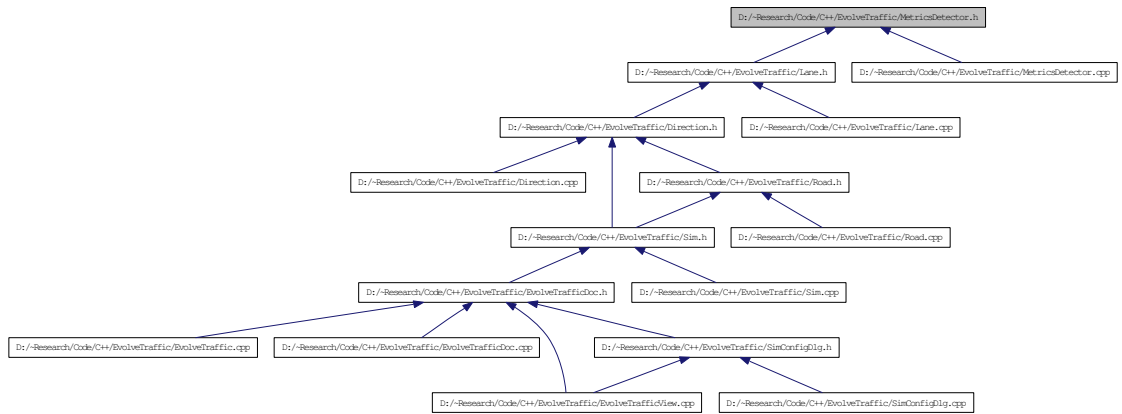 D:/~Research/Code/C++/EvolveTraffic/MetricsDetector.h
D:/~Research/Code/C++/EvolveTraffic/Lane.h
D:/~Research/Code/C++/EvolveTraffic/MetricsDetector.cpp
D:/~Research/Code/C++/EvolveTraffic/Direction.h
D:/~Research/Code/C++/EvolveTraffic/Lane.cpp
D:/~Research/Code/C++/EvolveTraffic/Direction.cpp
D:/~Research/Code/C++/EvolveTraffic/Road.h
D:/~Research/Code/C++/EvolveTraffic/Sim.h
D:/~Research/Code/C++/EvolveTraffic/Road.cpp
D:/~Research/Code/C++/EvolveTraffic/EvolveTrafficDoc.h
D:/~Research/Code/C++/EvolveTraffic/Sim.cpp
D:/~Research/Code/C++/EvolveTraffic/EvolveTraffic.cpp
D:/~Research/Code/C++/EvolveTraffic/EvolveTrafficDoc.cpp
D:/~Research/Code/C++/EvolveTraffic/SimConfigDlg.h
D:/~Research/Code/C++/EvolveTraffic/EvolveTrafficView.cpp
D:/~Research/Code/C++/EvolveTraffic/SimConfigDlg.cpp